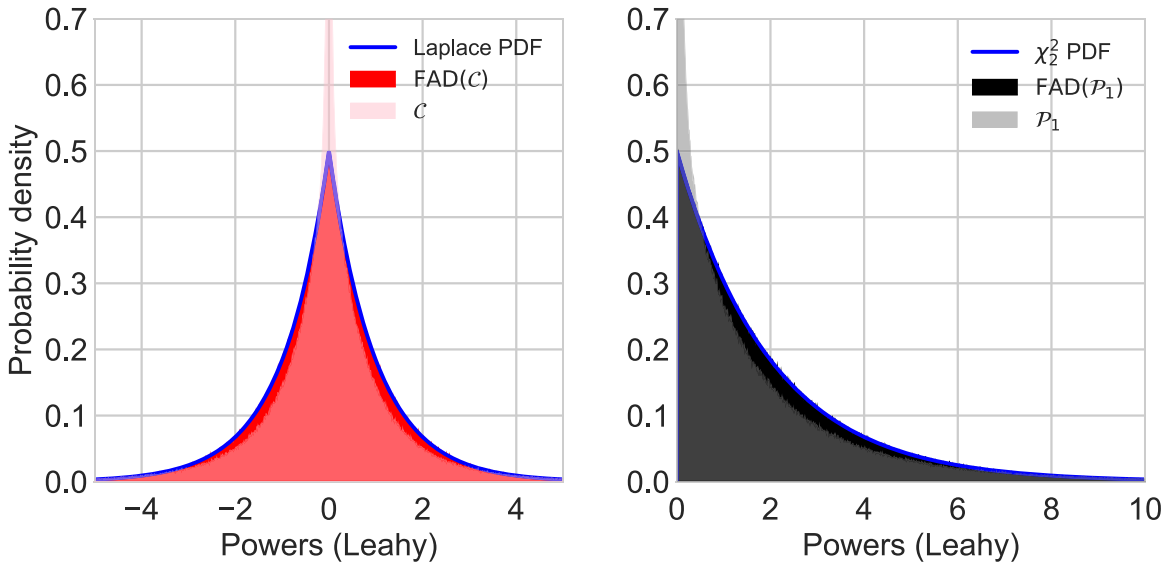 0.7
0.6
0.5
0.4
0.3
0.2
0.1
0.0
Probability density
−4 −2 0 2 4
Powers (Leahy)
Laplace PDF
FAD(𝒞)
𝒞
0.7
0.6
0.5
0.4
0.3
0.2
0.1
0.0
0 2 4 6 8 10
Powers (Leahy)
χ₂² PDF
FAD(𝒫₁)
𝒫₁